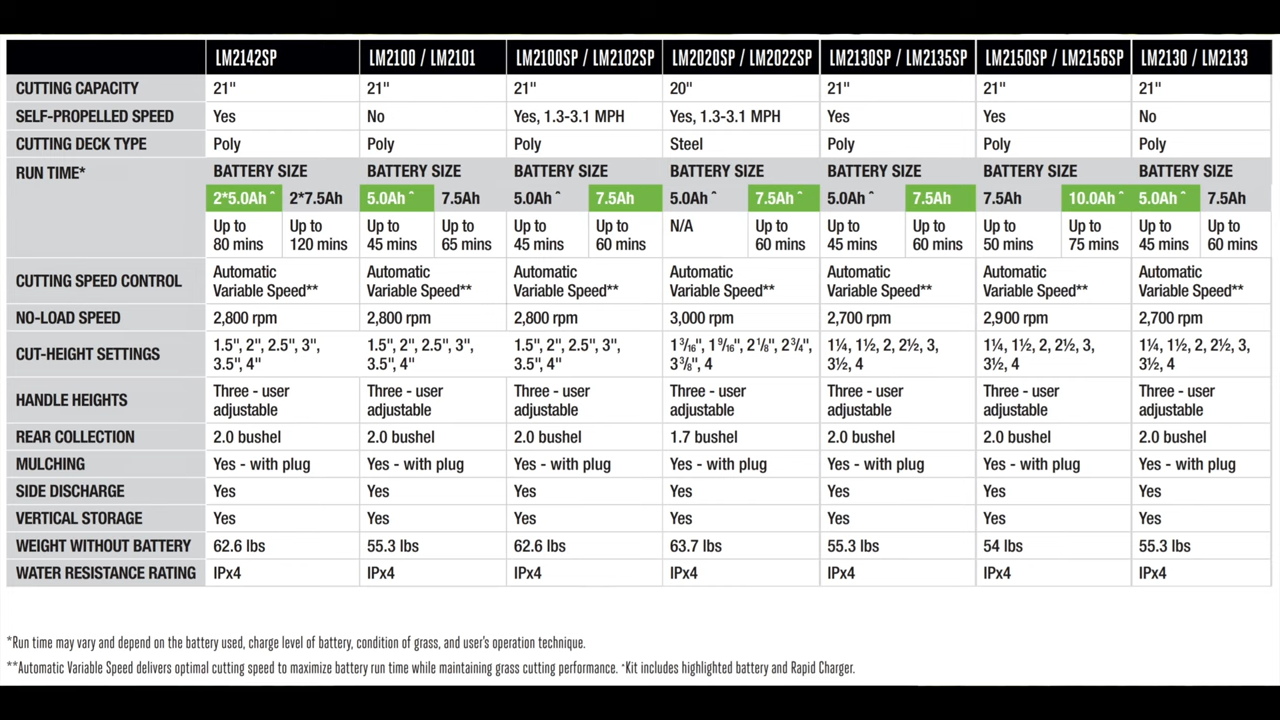 LM2142SP LM2100 / LM2101 LM2100SP / LM2102SP LM2020SP / LM2022SP LM2130SP / LM2135SP LM2150SP / LM2156SP LM2130 / LM2133
CUTTING CAPACITY 21" 21" 21" 20" 21" 21" 21"
SELF-PROPELLED SPEED Yes No Yes, 1.3-3.1 MPH Yes, 1.3-3.1 MPH Yes Yes No
CUTTING DECK TYPE Poly Poly Poly Steel Poly Poly Poly
RUN TIME* BATTERY SIZE BATTERY SIZE BATTERY SIZE BATTERY SIZE BATTERY SIZE BATTERY SIZE BATTERY SIZE
2*5.0Ah ˆ 2*7.5Ah 5.0Ah ˆ 7.5Ah 5.0Ah ˆ 7.5Ah 5.0Ah ˆ 7.5Ah ˆ 5.0Ah ˆ 7.5Ah 7.5Ah 10.0Ah ˆ 5.0Ah ˆ 7.5Ah
Up to Up to Up to Up to Up to Up to N/A Up to Up to Up to Up to Up to Up to Up to
80 mins 120 mins 45 mins 65 mins 45 mins 60 mins 60 mins 45 mins 60 mins 50 mins 75 mins 45 mins 60 mins
CUTTING SPEED CONTROL Automatic Automatic Automatic Automatic Automatic Automatic Automatic
Variable Speed** Variable Speed** Variable Speed** Variable Speed** Variable Speed** Variable Speed** Variable Speed**
NO-LOAD SPEED 2,800 rpm 2,800 rpm 2,800 rpm 3,000 rpm 2,700 rpm 2,900 rpm 2,700 rpm
CUT-HEIGHT SETTINGS 1.5", 2", 2.5", 3", 1.5", 2", 2.5", 3", 1.5", 2", 2.5", 3", 1 3/16", 1 9/16", 2 1/8", 2 3/4", 1¼, 1½, 2, 2½, 3, 1¼, 1½, 2, 2½, 3, 1¼, 1½, 2, 2½, 3,
3.5", 4" 3.5", 4" 3.5", 4" 3 3/8", 4 3½, 4 3½, 4 3½, 4
HANDLE HEIGHTS Three - user Three - user Three - user Three - user Three - user Three - user Three - user
adjustable adjustable adjustable adjustable adjustable adjustable adjustable
REAR COLLECTION 2.0 bushel 2.0 bushel 2.0 bushel 1.7 bushel 2.0 bushel 2.0 bushel 2.0 bushel
MULCHING Yes - with plug Yes - with plug Yes - with plug Yes - with plug Yes - with plug Yes - with plug Yes - with plug
SIDE DISCHARGE Yes Yes Yes Yes Yes Yes Yes
VERTICAL STORAGE Yes Yes Yes Yes Yes Yes Yes
WEIGHT WITHOUT BATTERY 62.6 lbs 55.3 lbs 62.6 lbs 63.7 lbs 55.3 lbs 54 lbs 55.3 lbs
WATER RESISTANCE RATING IPx4 IPx4 IPx4 IPx4 IPx4 IPx4 IPx4
*Run time may vary and depend on the battery used, charge level of battery, condition of grass, and user's operation technique.
**Automatic Variable Speed delivers optimal cutting speed to maximize battery run time while maintaining grass cutting performance. ˆKit includes highlighted battery and Rapid Charger.